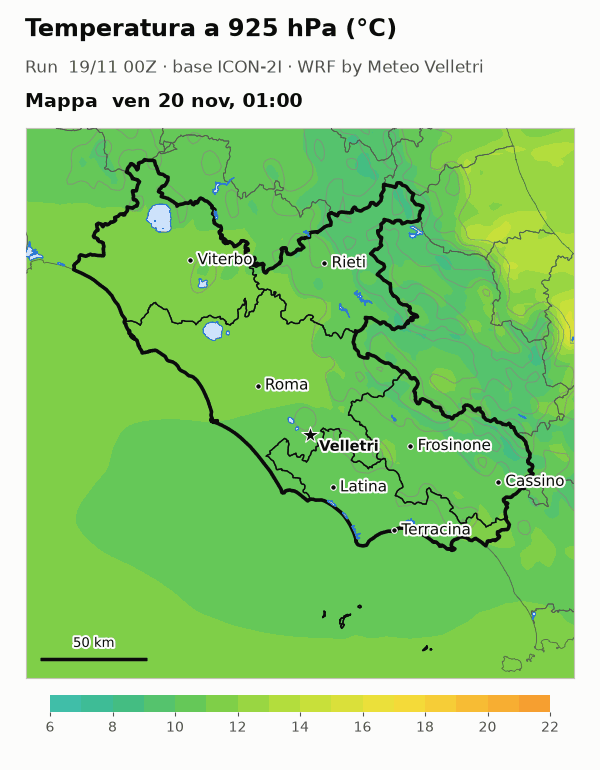 Temperatura a 925 hPa (°C)
Run  19/11 00Z · base ICON-2I · WRF by Meteo Velletri
Mappa  ven 20 nov, 01:00
Viterbo
Rieti
Roma
Velletri
Frosinone
Cassino
Latina
Terracina
50 km
6 8 10 12 14 16 18 20 22